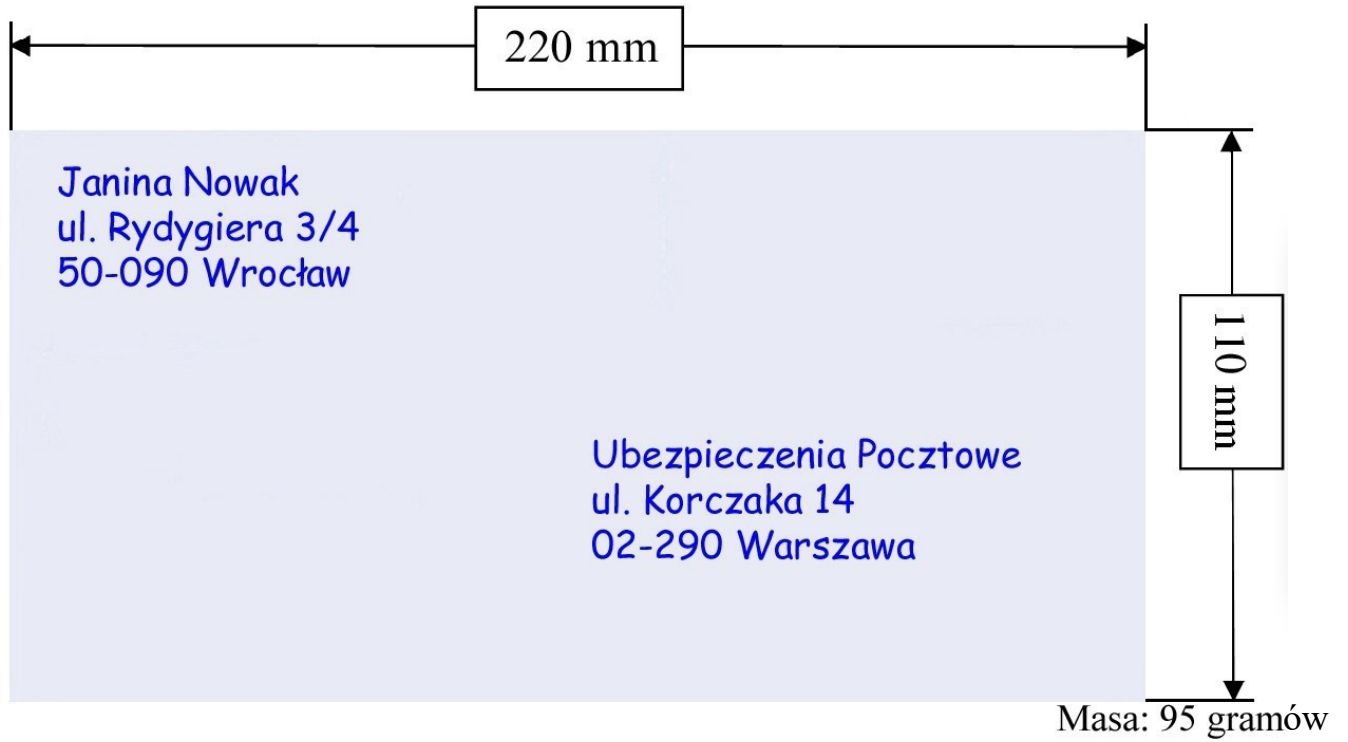 220 mm
Janina Nowak
ul. Rydygiera 3/4
50-090 Wrocław
110 mm
Ubezpieczenia Pocztowe
ul. Korczaka 14
02-290 Warszawa
Masa: 95 gramów